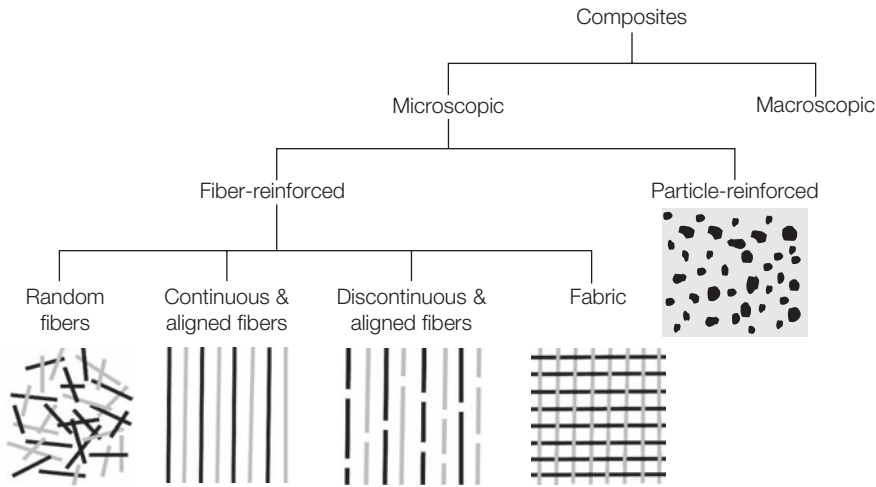 Composites
Microscopic
Macroscopic
Fiber-reinforced
Particle-reinforced
Random
fibers
Continuous &
aligned fibers
Discontinuous &
aligned fibers
Fabric